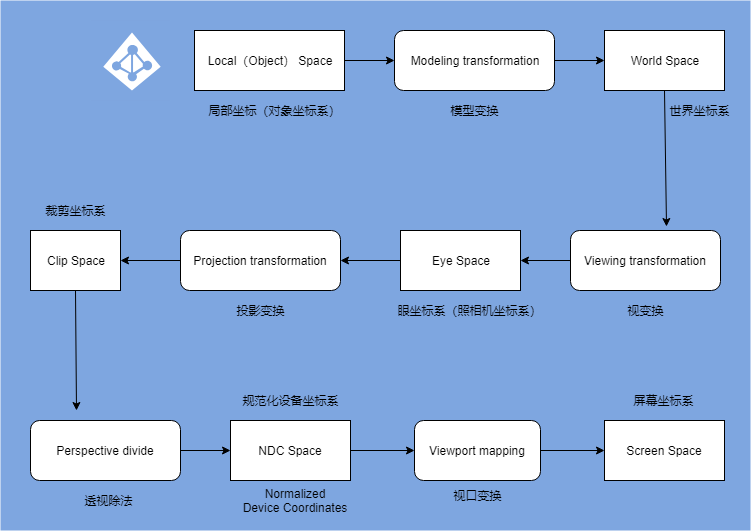 Local（Object） Space
Modeling transformation
World Space
局部坐标（对象坐标系）
模型变换
世界坐标系
裁剪坐标系
Clip Space
Projection transformation
Eye Space
Viewing transformation
投影变换
眼坐标系（照相机坐标系）
视变换
规范化设备坐标系
屏幕坐标系
Perspective divide
NDC Space
Viewport mapping
Screen Space
透视除法
Normalized
Device Coordinates
视口变换